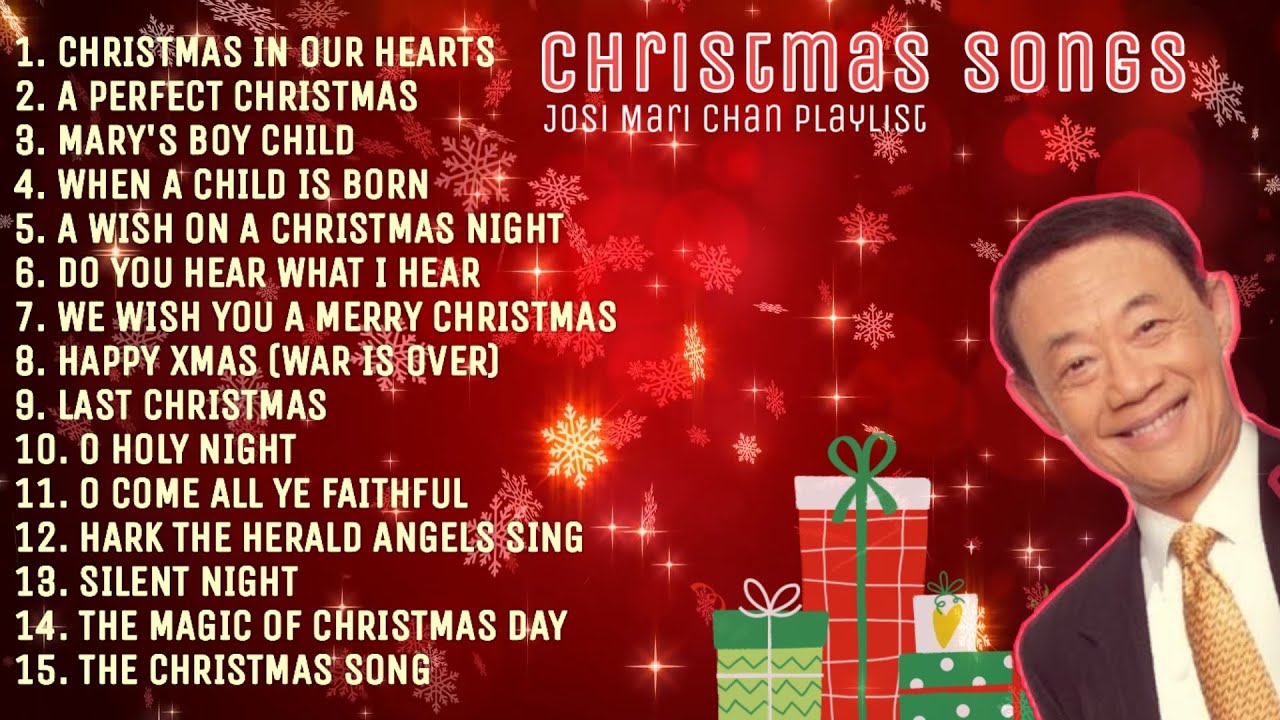 CHRISTMAS SONGS
JOSI MARI CHAN PLAYLIST
1. CHRISTMAS IN OUR HEARTS
2. A PERFECT CHRISTMAS
3. MARY'S BOY CHILD
4. WHEN A CHILD IS BORN
5. A WISH ON A CHRISTMAS NIGHT
6. DO YOU HEAR WHAT I HEAR
7. WE WISH YOU A MERRY CHRISTMAS
8. HAPPY XMAS (WAR IS OVER)
9. LAST CHRISTMAS
10. O HOLY NIGHT
11. O COME ALL YE FAITHFUL
12. HARK THE HERALD ANGELS SING
13. SILENT NIGHT
14. THE MAGIC OF CHRISTMAS DAY
15. THE CHRISTMAS SONG